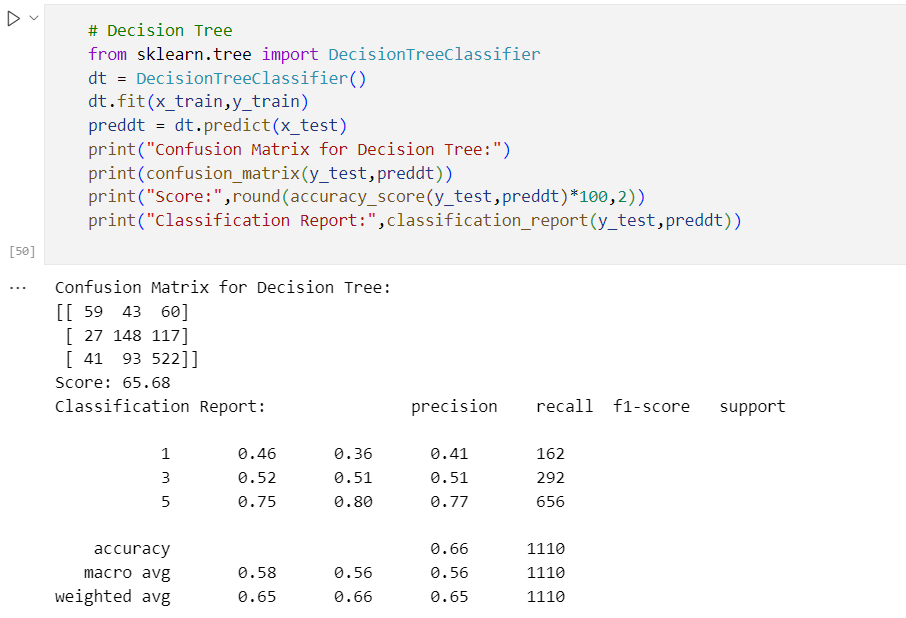 # Decision Tree
from sklearn.tree import DecisionTreeClassifier
dt = DecisionTreeClassifier()
dt.fit(x_train,y_train)
preddt = dt.predict(x_test)
print("Confusion Matrix for Decision Tree:")
print(confusion_matrix(y_test,preddt))
print("Score:",round(accuracy_score(y_test,preddt)*100,2))
print("Classification Report:",classification_report(y_test,preddt))
[50]
... Confusion Matrix for Decision Tree:
[[ 59  43  60]
 [ 27 148 117]
 [ 41  93 522]]
Score: 65.68
Classification Report:               precision    recall  f1-score   support
           1       0.46      0.36      0.41       162
           3       0.52      0.51      0.51       292
           5       0.75      0.80      0.77       656
    accuracy                           0.66      1110
   macro avg       0.58      0.56      0.56      1110
weighted avg       0.65      0.66      0.65      1110